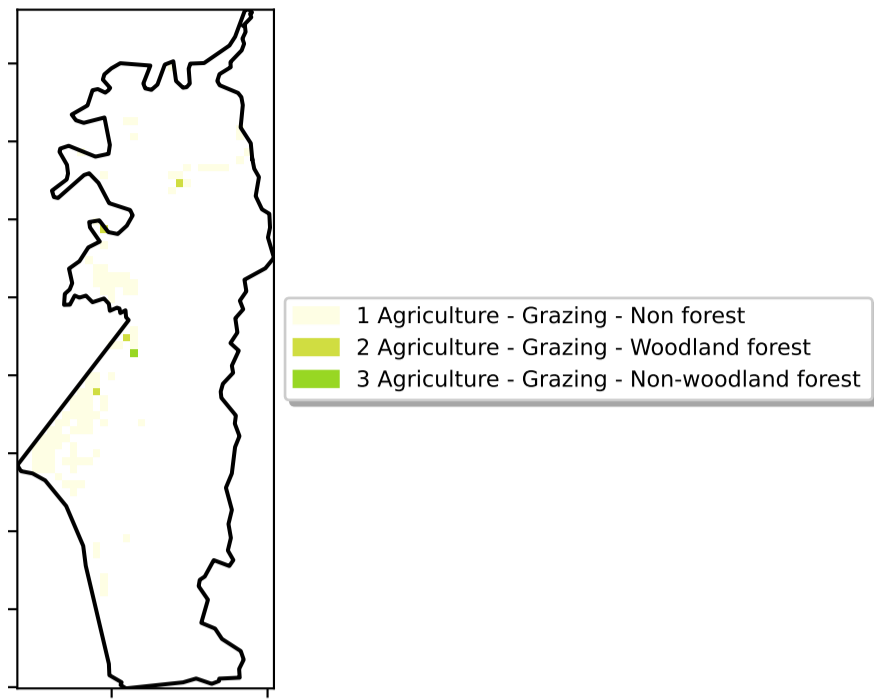 1 Agriculture - Grazing - Non forest
2 Agriculture - Grazing - Woodland forest
3 Agriculture - Grazing - Non-woodland forest